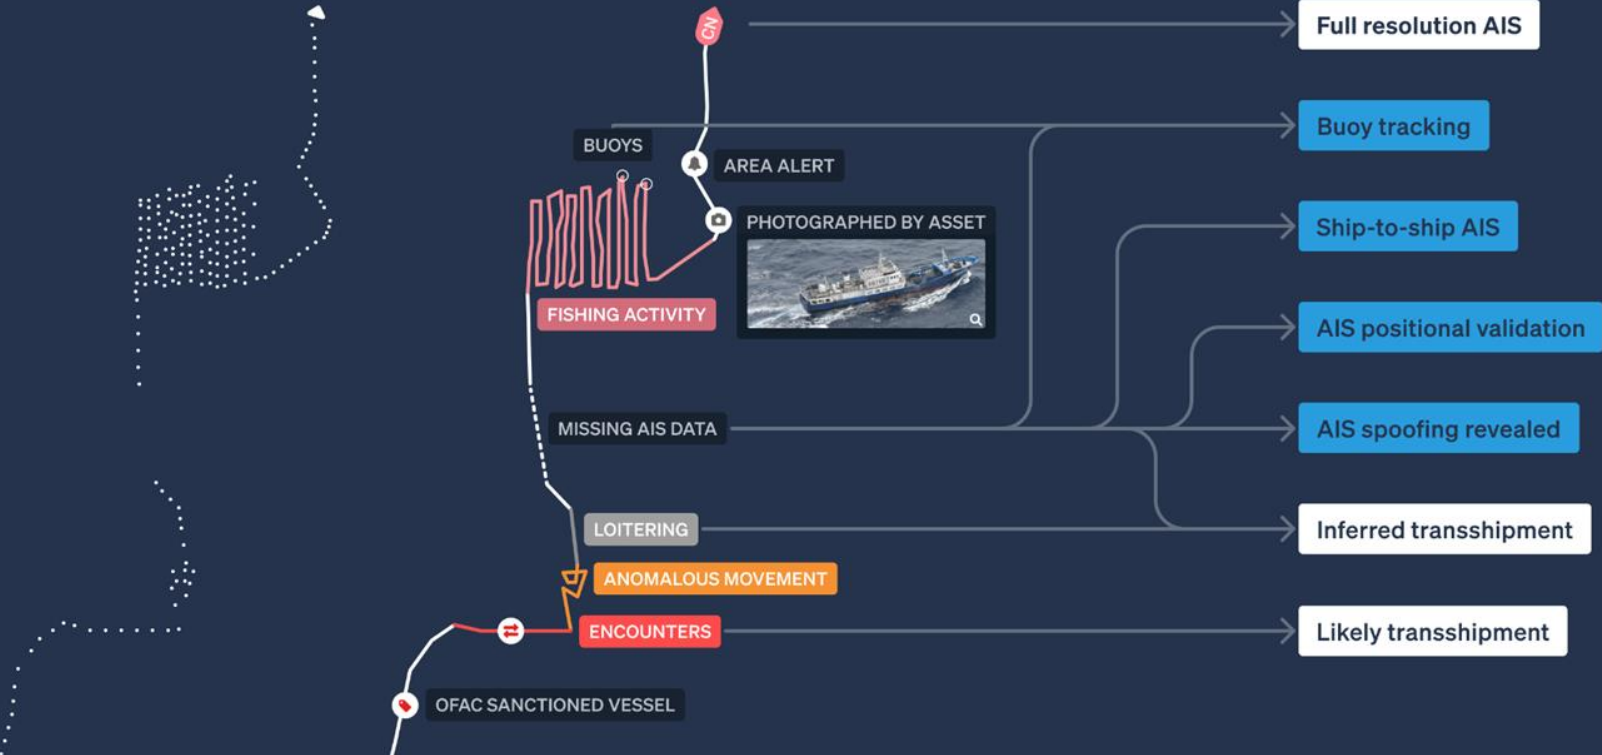 CN
Full resolution AIS
BUOYS
Buoy tracking
AREA ALERT
PHOTOGRAPHED BY ASSET
Ship-to-ship AIS
FISHING ACTIVITY
AIS positional validation
MISSING AIS DATA
AIS spoofing revealed
LOITERING
Inferred transshipment
ANOMALOUS MOVEMENT
ENCOUNTERS
Likely transshipment
OFAC SANCTIONED VESSEL